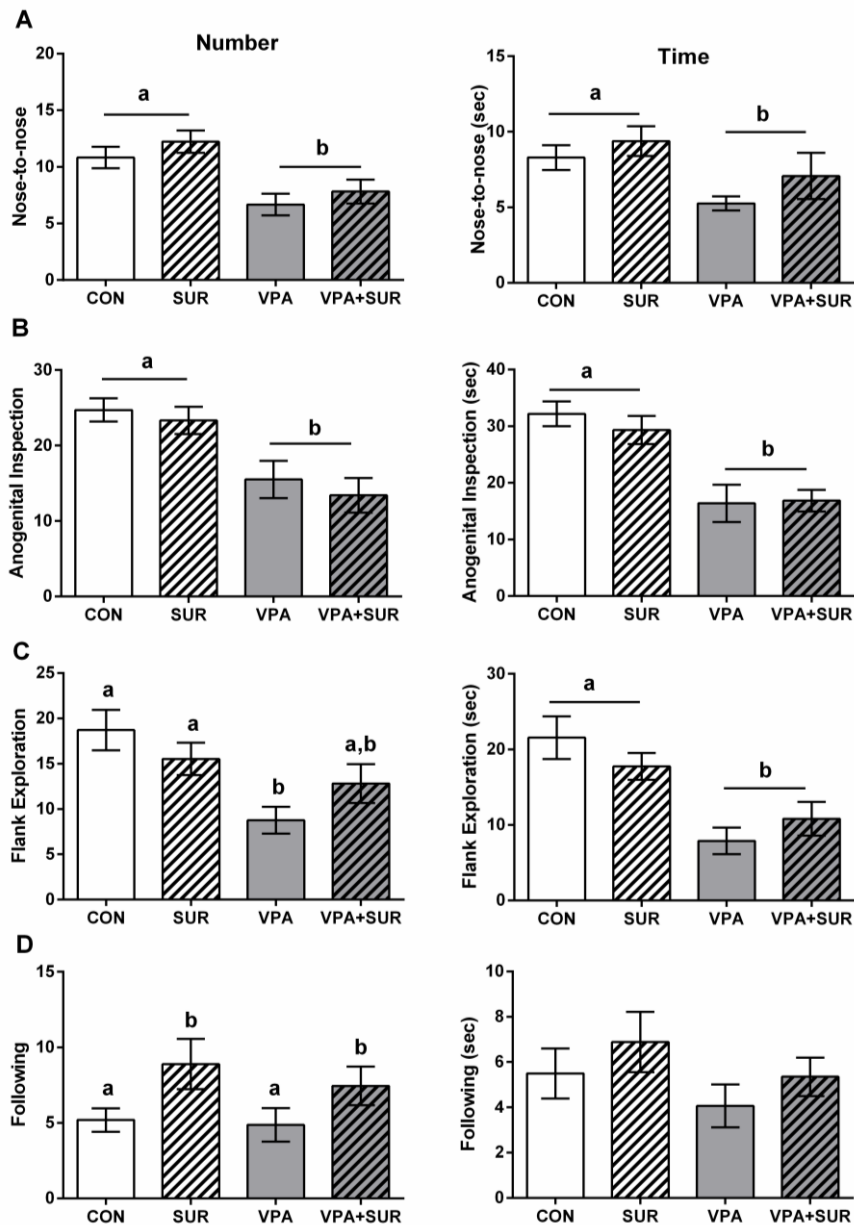 A
Number
Time
Nose-to-nose
20
15
10
5
0
a
b
CON SUR VPA VPA+SUR
Nose-to-nose (sec)
15
10
5
0
a
b
CON SUR VPA VPA+SUR
B
Anogenital Inspection
30
20
10
0
a
b
CON SUR VPA VPA+SUR
Anogenital Inspection (sec)
40
30
20
10
0
a
b
CON SUR VPA VPA+SUR
C
Flank Exploration
25
20
15
10
5
0
a
a
b
a,b
CON SUR VPA VPA+SUR
Flank Exploration (sec)
30
20
10
0
a
b
CON SUR VPA VPA+SUR
D
Following
15
10
5
0
a
b
a
b
CON SUR VPA VPA+SUR
Following (sec)
10
8
6
4
2
0
CON SUR VPA VPA+SUR